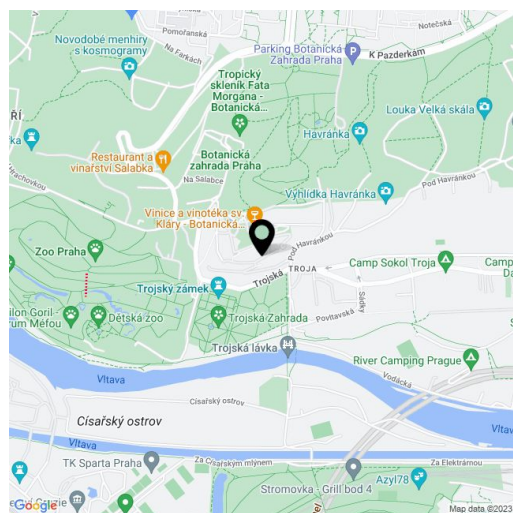 Notečská
Pomořanská
Novodobé menhiry
s kosmogramy
Na Farkách
Parking Botanická
Zahrada Praha
K Pazderkám
Tropický
skleník Fata
Morgána -
Botanická...
Louka Velká skála
Havránka
Botanická
zahrada Praha
Restaurant a
vinařství Salabka
Na Salabce
Výhlídka Havránka
Pod Havránkou
Vinice a vinotéka sv.
Kláry - Botanická...
Pod Havránkou
Zoo Praha
TROJA
Camp Sokol Troja
Trojská
Trojský zámek
Sádky
Dětská zoo
Trojská Zahrada
Povltavská
Trojská lávka
River Camping Prague
Vodácká
Vltava
Císařský ostrov
Císařský ostrov
Vltava
Vltava
Za Císařským mlýnem
Za Elektrárnou
TK Sparta Praha
Stromovka - Grill bod 4
Azyl78
Google
Map data ©2023